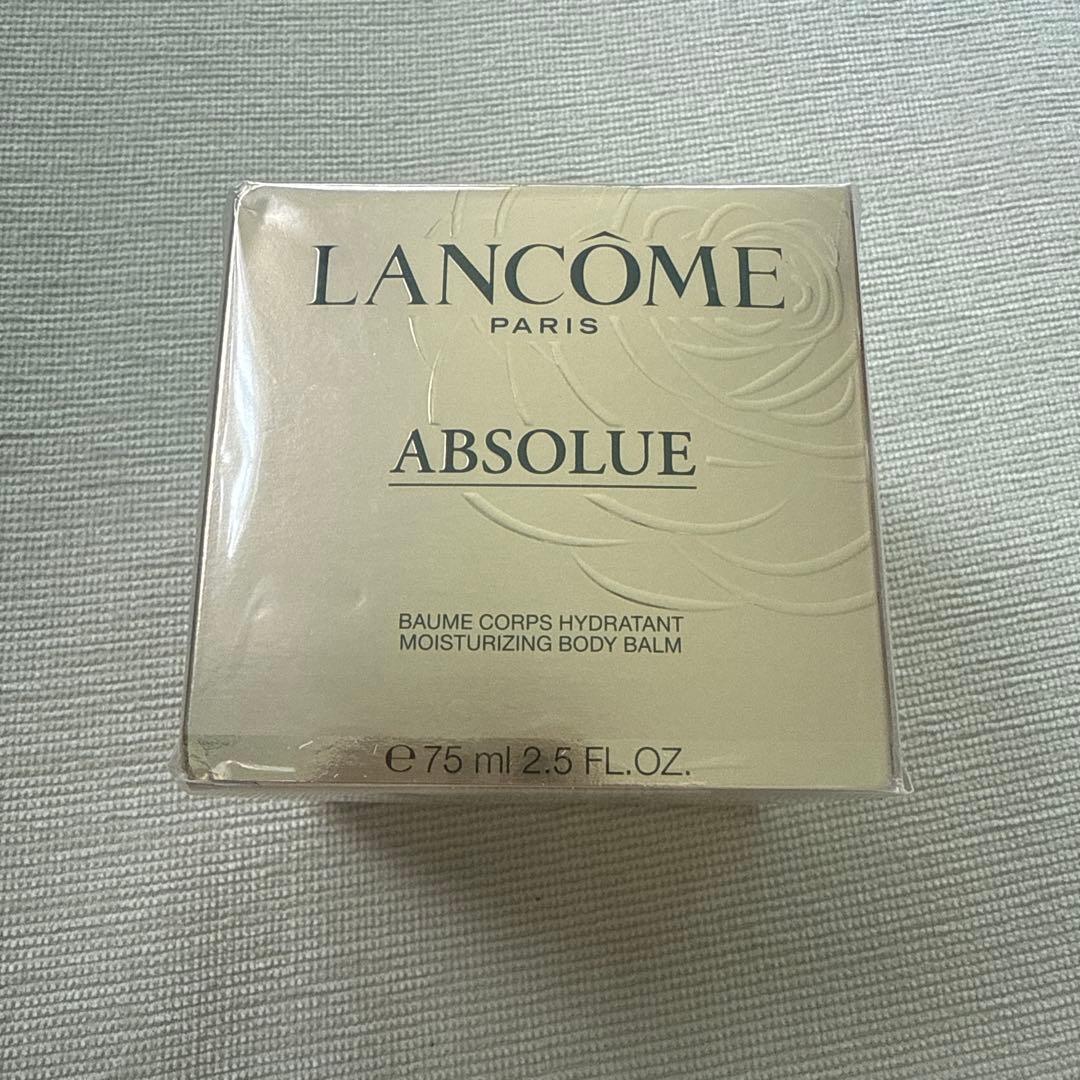 LANCÔME
PARIS
ABSOLUE
BAUME CORPS HYDRATANT
MOISTURIZING BODY BALM
℮ 75 ml 2.5 FL.OZ.